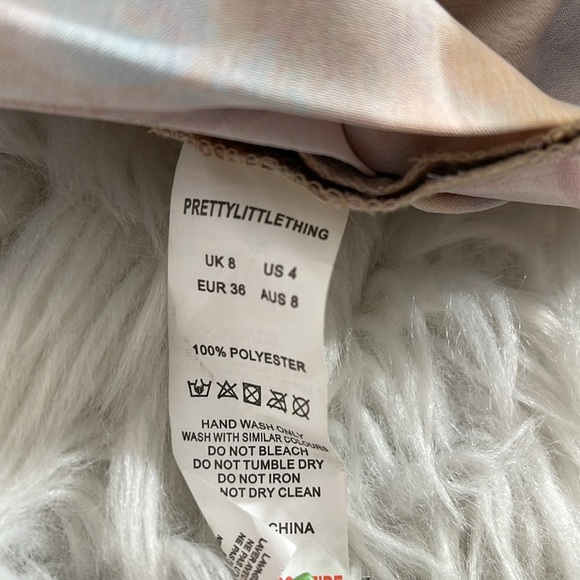 PRETTYLITTLETHING
UK 8 US 4
EUR 36 AUS 8
100% POLYESTER
HAND WASH ONLY
WASH WITH SIMILAR COLOURS
DO NOT BLEACH
DO NOT TUMBLE DRY
DO NOT IRON
NOT DRY CLEAN
CHINA